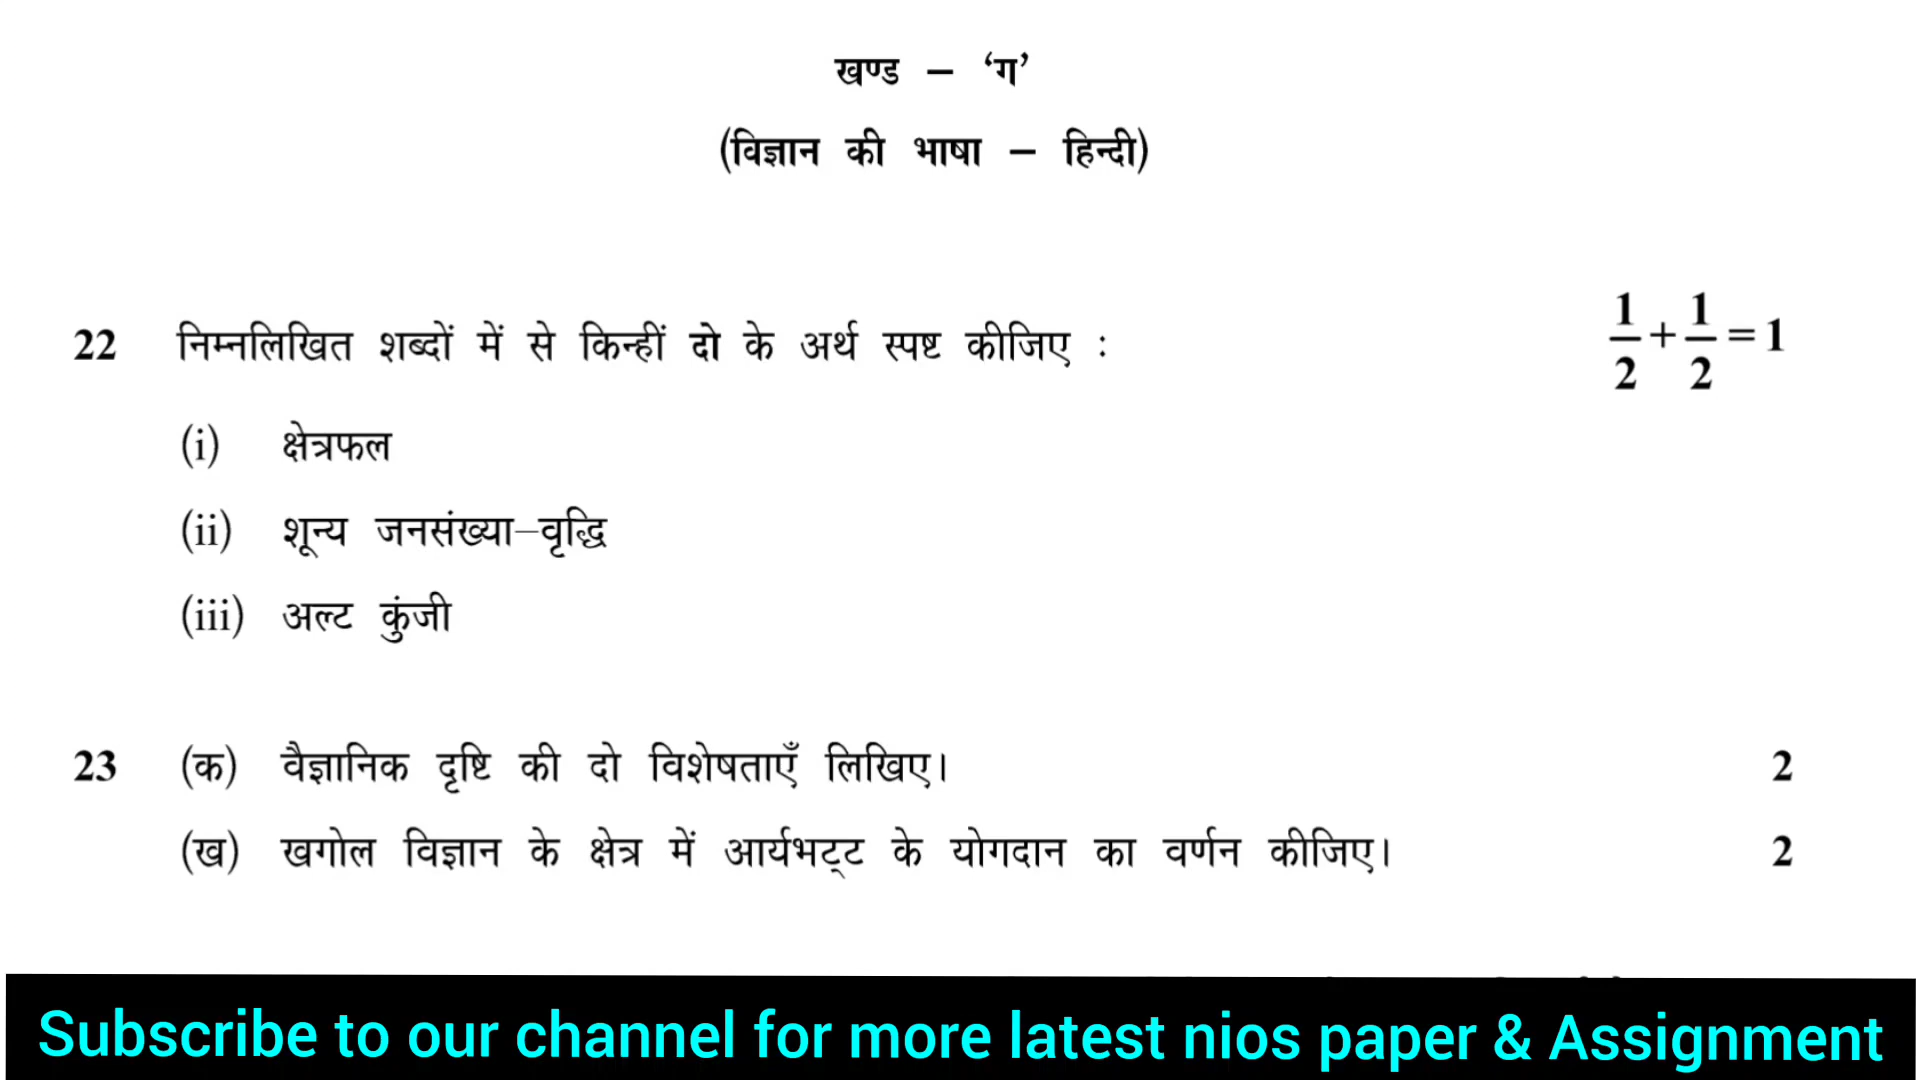 खण्ड – ‘ग’
(विज्ञान की भाषा – हिन्दी)
22 निम्नलिखित शब्दों में से किन्हीं दो के अर्थ स्पष्ट कीजिए : 1/2 + 1/2 = 1
(i) क्षेत्रफल
(ii) शून्य जनसंख्या–वृद्धि
(iii) अल्ट कुंजी
23 (क) वैज्ञानिक दृष्टि की दो विशेषताएँ लिखिए। 2
(ख) खगोल विज्ञान के क्षेत्र में आर्यभट्ट के योगदान का वर्णन कीजिए। 2
Subscribe to our channel for more latest nios paper & Assignment